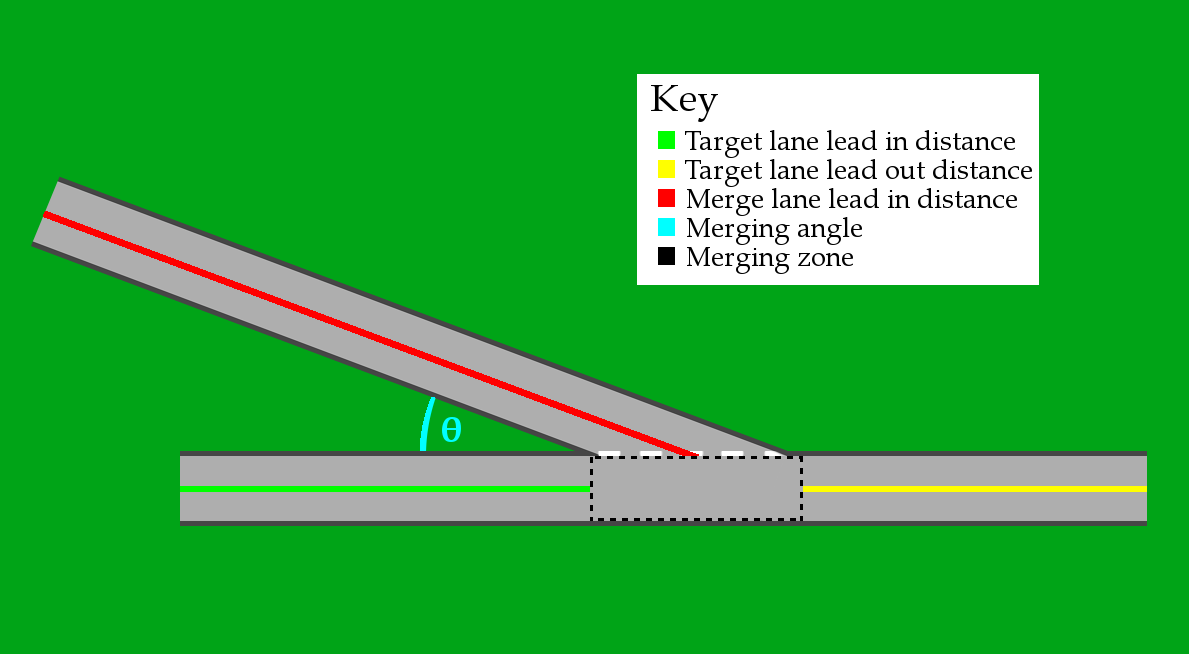 Key
Target lane lead in distance
Target lane lead out distance
Merge lane lead in distance
Merging angle
Merging zone
θ